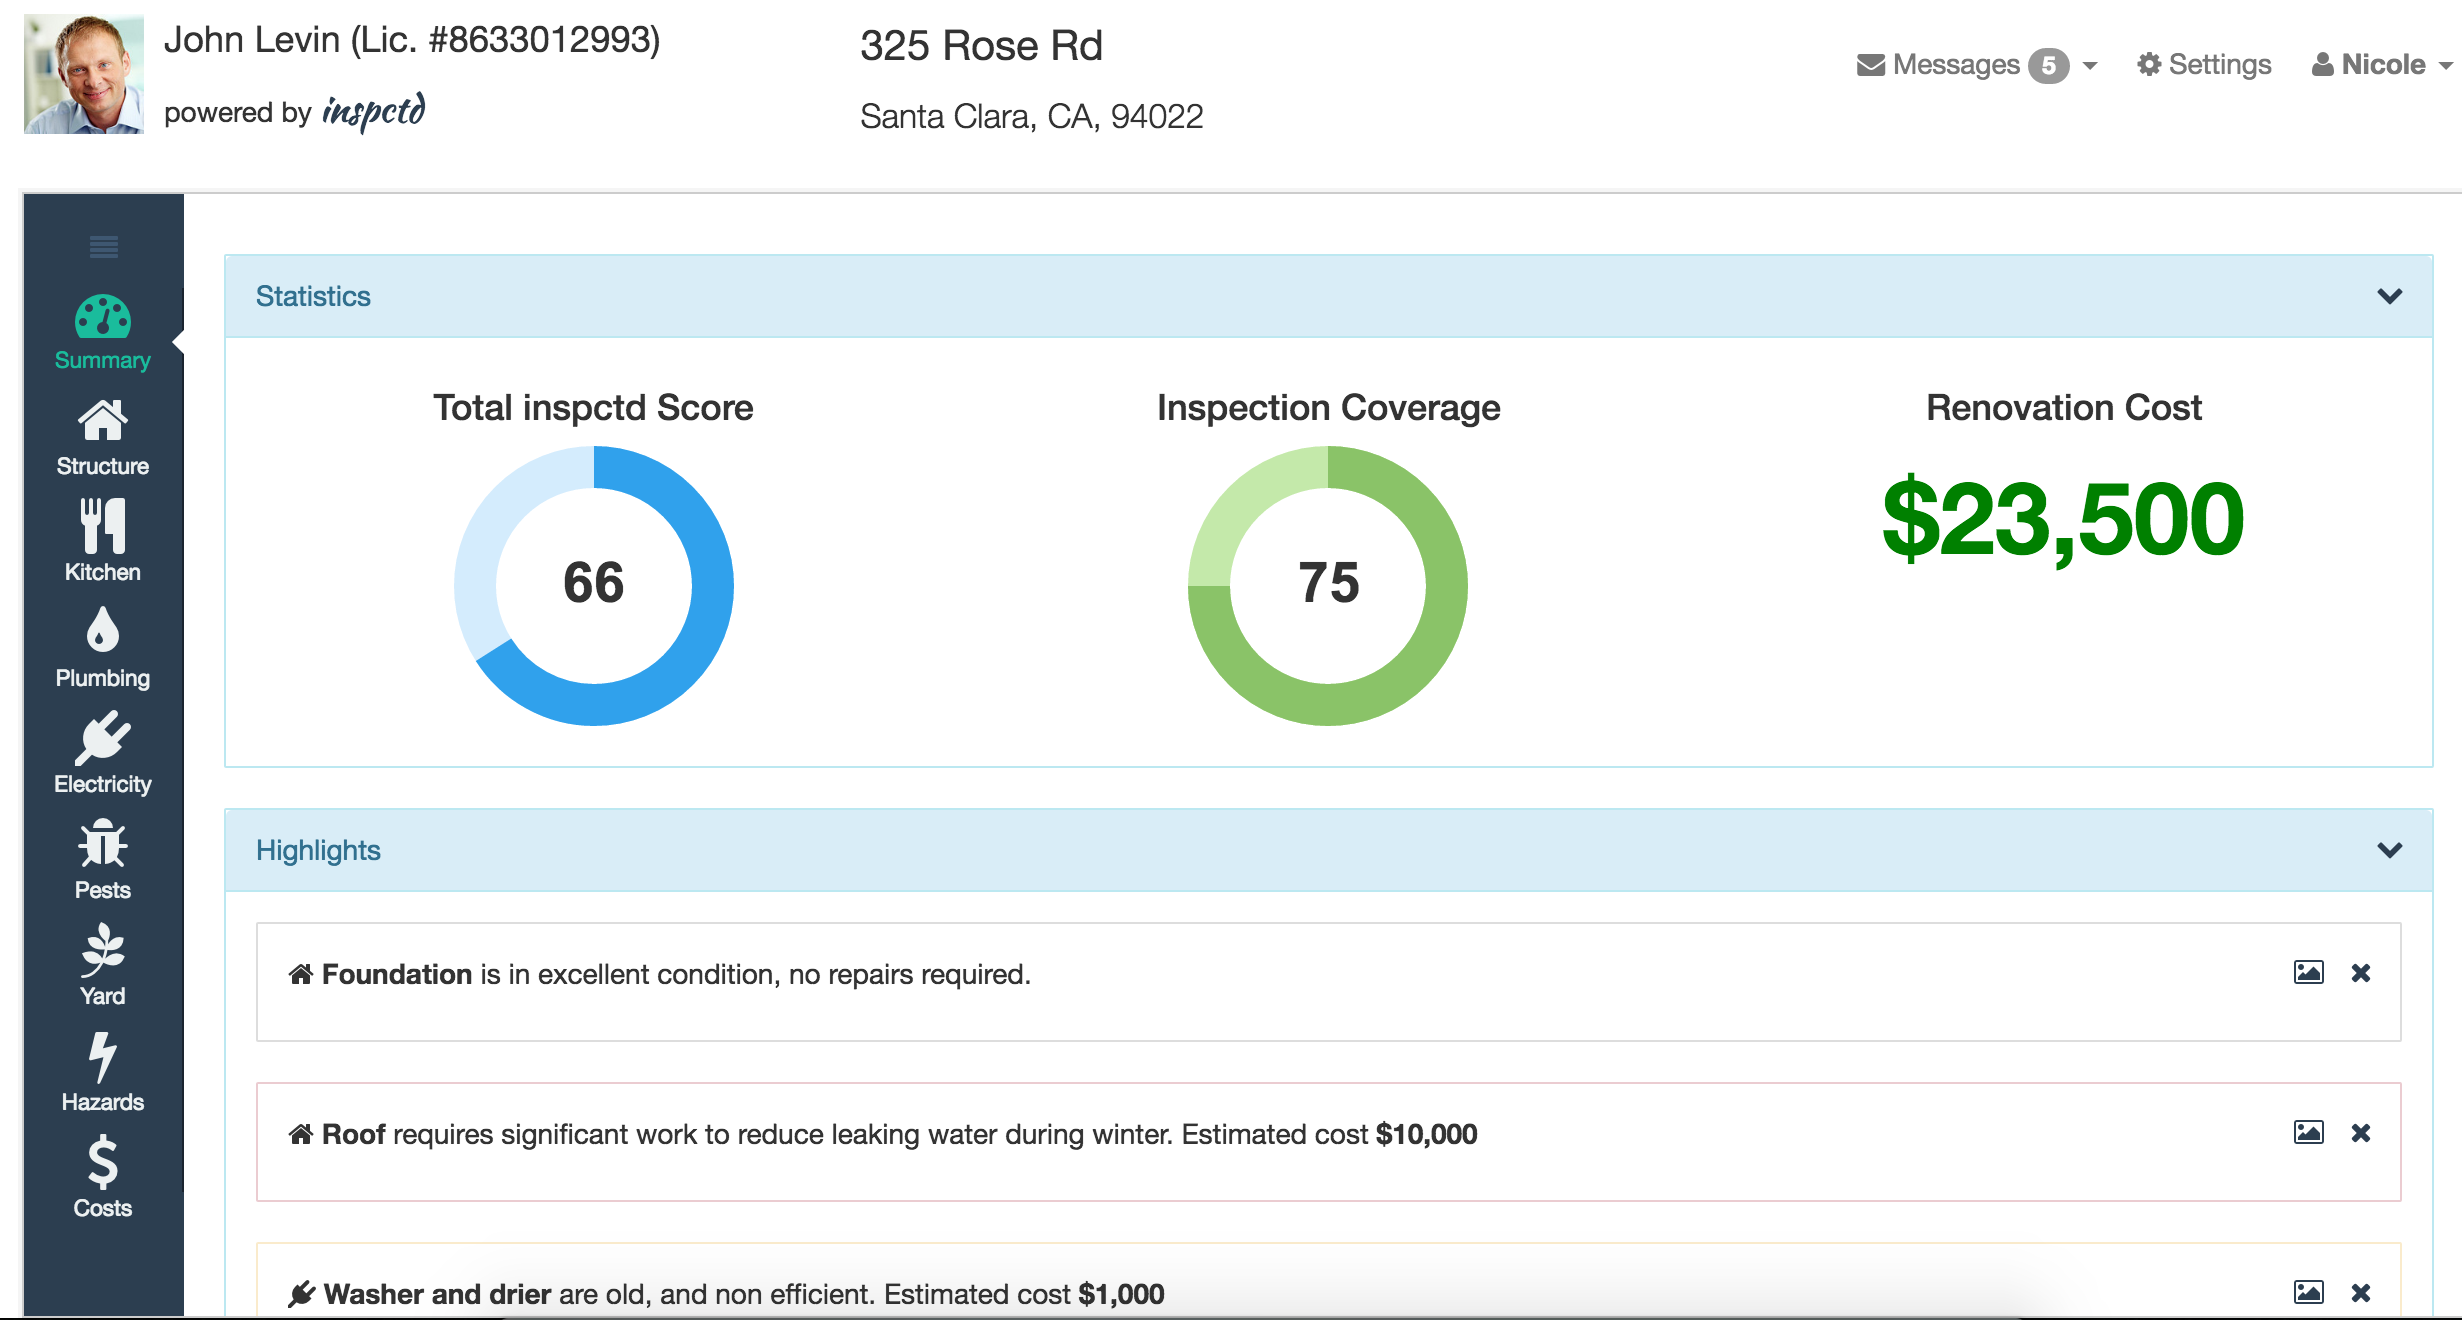 John Levin (Lic. #8633012993)
powered by inspctd
325 Rose Rd
Santa Clara, CA, 94022
Messages 5
Settings
Nicole
Summary
Structure
Kitchen
Plumbing
Electricity
Pests
Yard
Hazards
Costs
Statistics
Total inspctd Score
66
Inspection Coverage
75
Renovation Cost
$23,500
Highlights
Foundation is in excellent condition, no repairs required.
Roof requires significant work to reduce leaking water during winter. Estimated cost $10,000
Washer and drier are old, and non efficient. Estimated cost $1,000